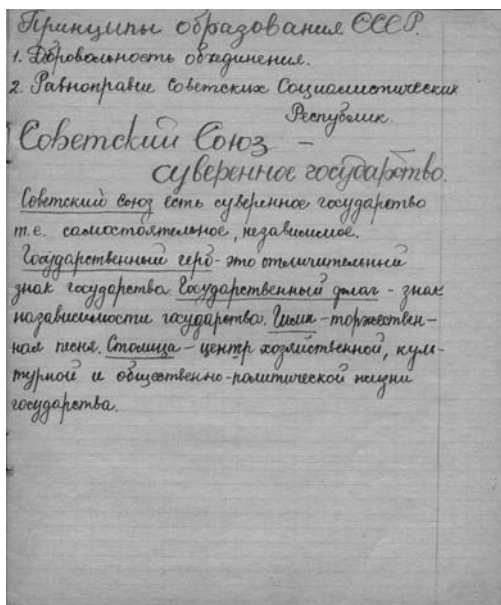 Принципы образования СССР.
1. Добровольность объединения.
2. Равноправие Советских Социалистических
Республик.
Советский Союз –
суверенное государство.
Советский Союз есть суверенное государство
т.е. самостоятельное, независимое.
Государственный герб – это отличительный
знак государства. Государственный флаг – знак
назависимости государства. Гимн – торжествен–
ная песня. Столица – центр хозяйственной, куль-
турной и общественно-политической жизни
государства.